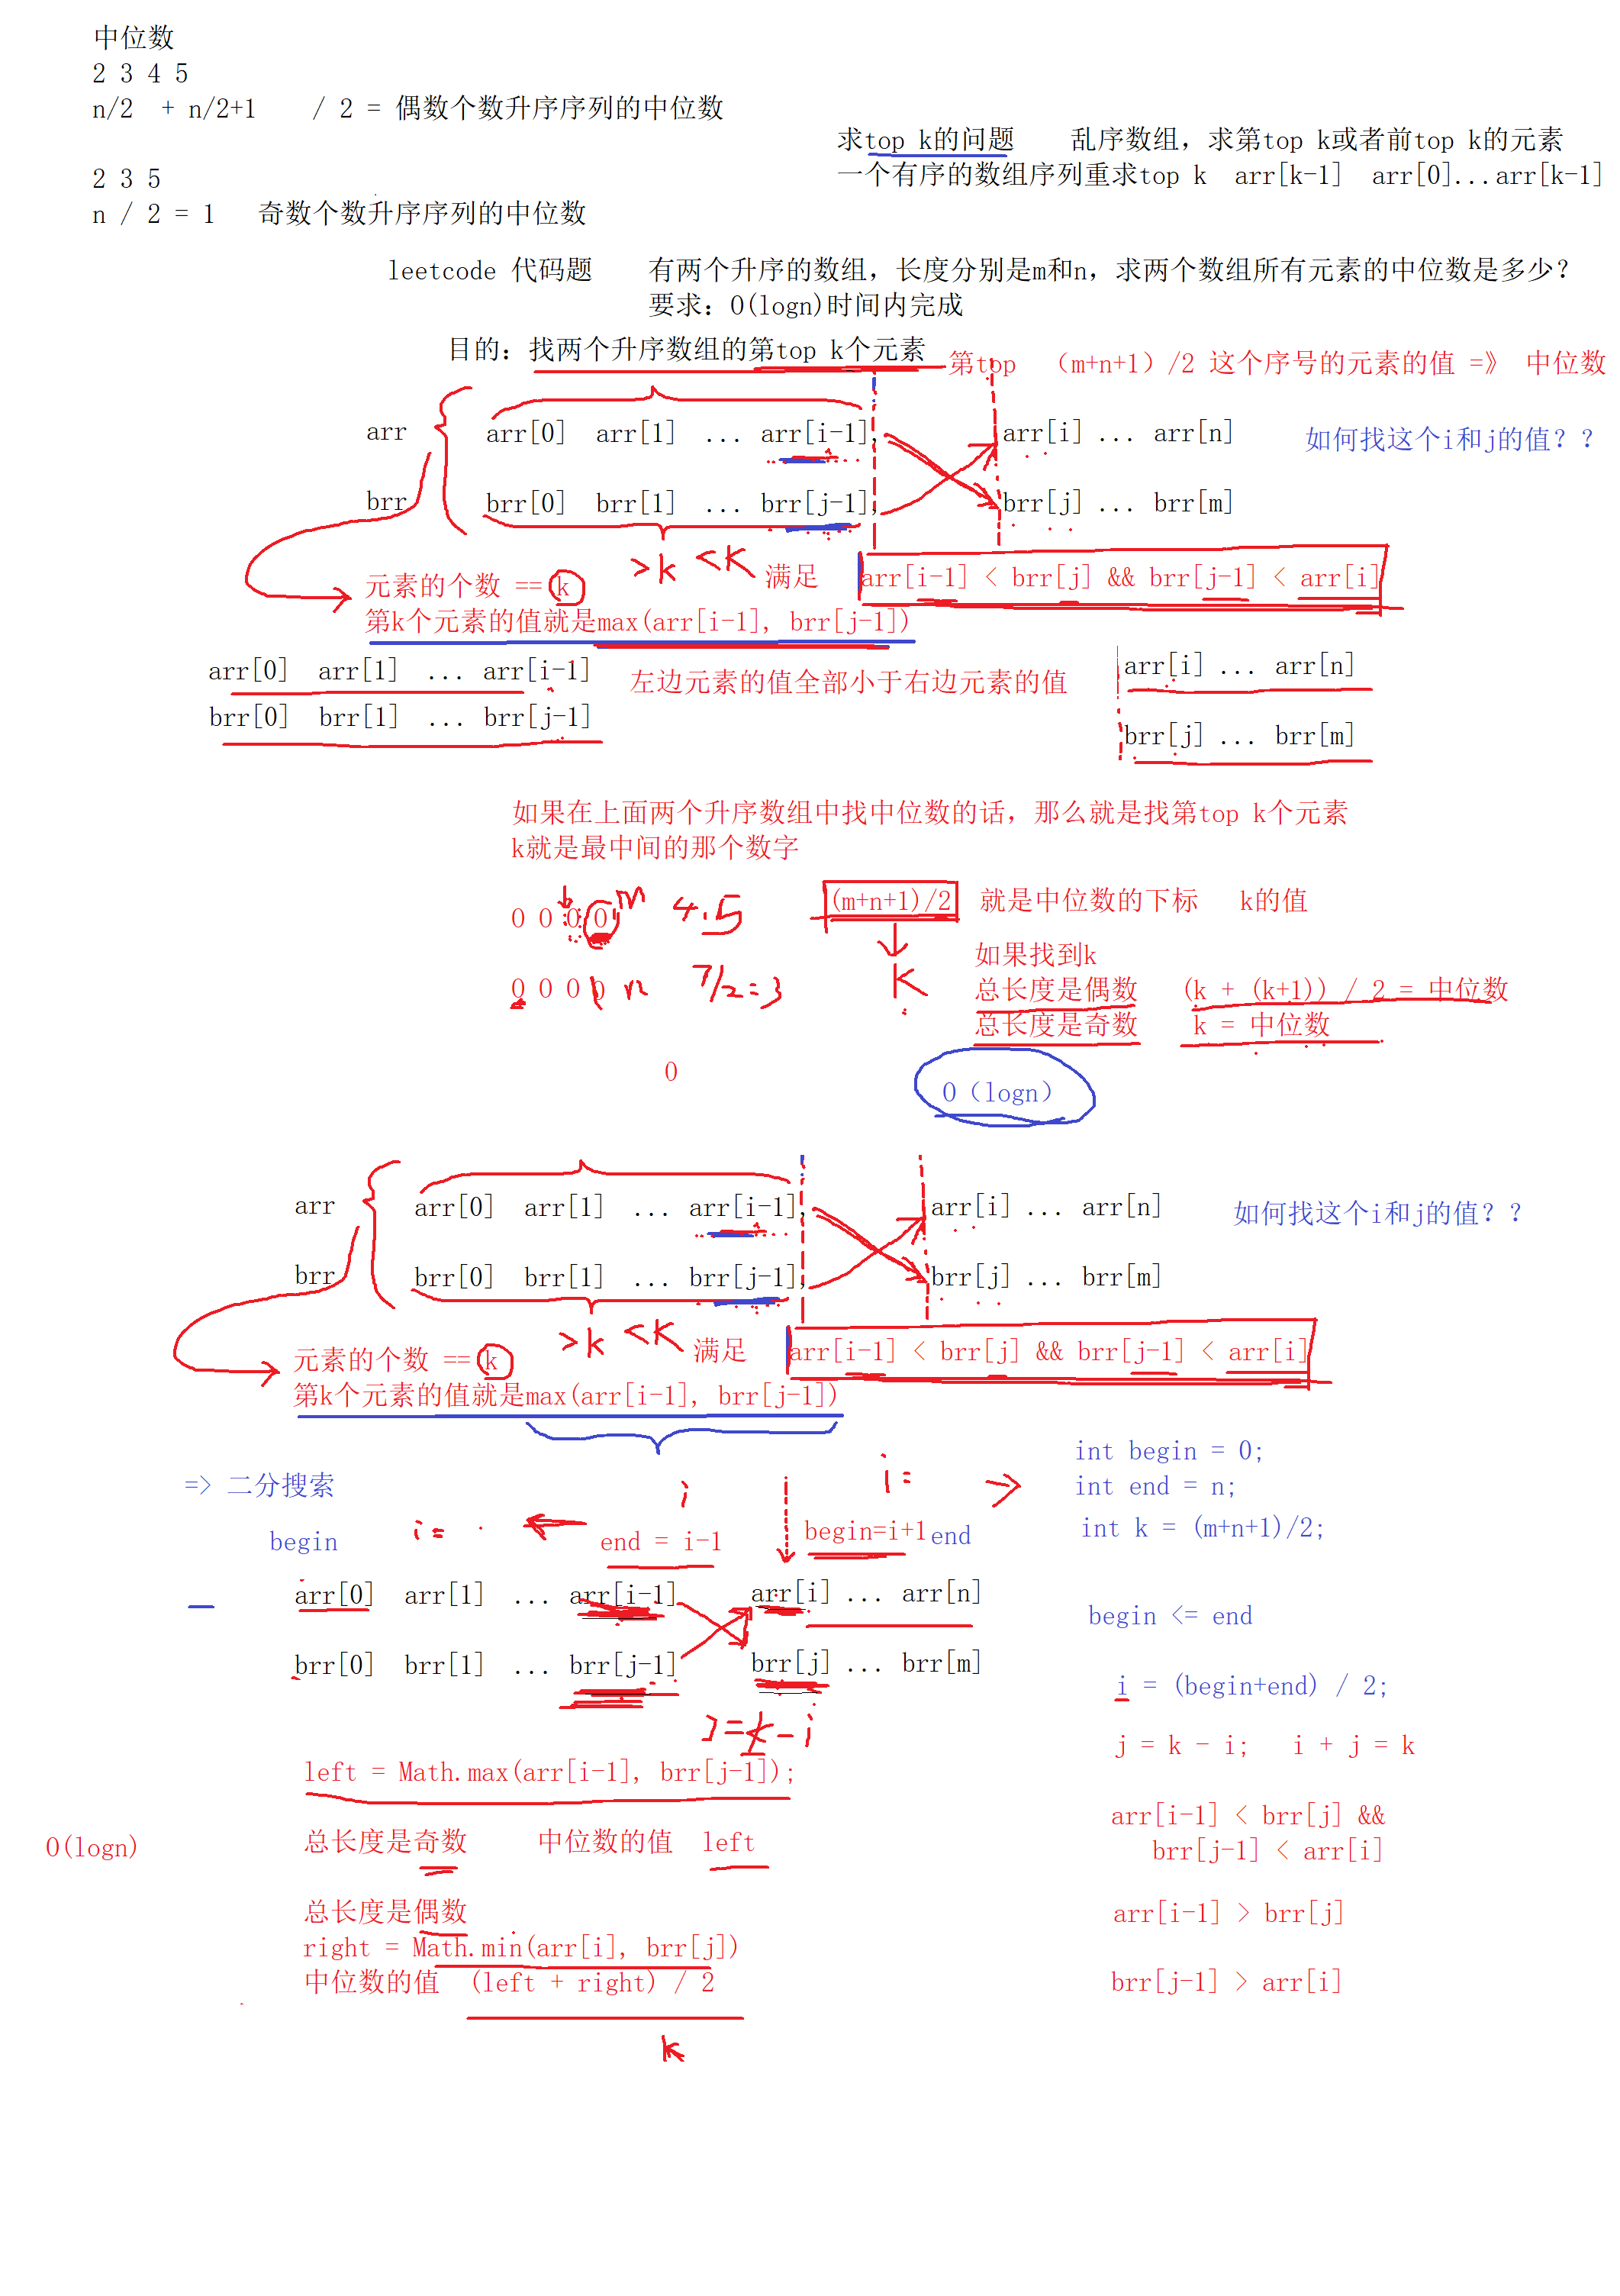 中位数
2 3 4 5
n/2  + n/2+1    / 2 = 偶数个数升序序列的中位数
求top k的问题    乱序数组，求第top k或者前top k的元素
一个有序的数组序列重求top k  arr[k-1]  arr[0]...arr[k-1]
2 3 5
n / 2 = 1   奇数个数升序序列的中位数
leetcode 代码题    有两个升序的数组，长度分别是m和n，求两个数组所有元素的中位数是多少？
要求：O(logn)时间内完成
目的：找两个升序数组的第top k个元素
第top  （m+n+1）/2 这个序号的元素的值 =》 中位数
arr  arr[0]  arr[1]  ... arr[i-1],  arr[i] ... arr[n]
如何找这个i和j的值？？
brr  brr[0]  brr[1]  ... brr[j-1],  brr[j] ... brr[m]
>k <K
元素的个数 == k  满足  arr[i-1] < brr[j] && brr[j-1] < arr[i]
第k个元素的值就是max(arr[i-1], brr[j-1])
arr[0]  arr[1]  ... arr[i-1]  左边元素的值全部小于右边元素的值  arr[i] ... arr[n]
brr[0]  brr[1]  ... brr[j-1]  brr[j] ... brr[m]
如果在上面两个升序数组中找中位数的话，那么就是找第top k个元素
k就是最中间的那个数字
0 0 0 0 m  4.5  (m+n+1)/2  就是中位数的下标   k的值
如果找到k
0 0 0 0 n  7/2=3  K  总长度是偶数   (k + (k+1)) / 2 = 中位数
总长度是奇数    k = 中位数
0
O（logn）
arr  arr[0]  arr[1]  ... arr[i-1],  arr[i] ... arr[n]
如何找这个i和j的值？？
brr  brr[0]  brr[1]  ... brr[j-1],  brr[j] ... brr[m]
>k <K
元素的个数 == k  满足  arr[i-1] < brr[j] && brr[j-1] < arr[i]
第k个元素的值就是max(arr[i-1], brr[j-1])
int begin = 0;
=> 二分搜索  i  i=  int end = n;
begin  i=  end = i-1  begin=i+1  end  int k = (m+n+1)/2;
arr[0]  arr[1]  ... arr[i-1]  arr[i] ... arr[n]
begin <= end
brr[0]  brr[1]  ... brr[j-1]  brr[j] ... brr[m]
i = (begin+end) / 2;
J=k-i
j = k - i;   i + j = k
left = Math.max(arr[i-1], brr[j-1]);
arr[i-1] < brr[j] &&
O(logn)  总长度是奇数  中位数的值  left  brr[j-1] < arr[i]
总长度是偶数  arr[i-1] > brr[j]
right = Math.min(arr[i], brr[j])
中位数的值  (left + right) / 2  brr[j-1] > arr[i]
k